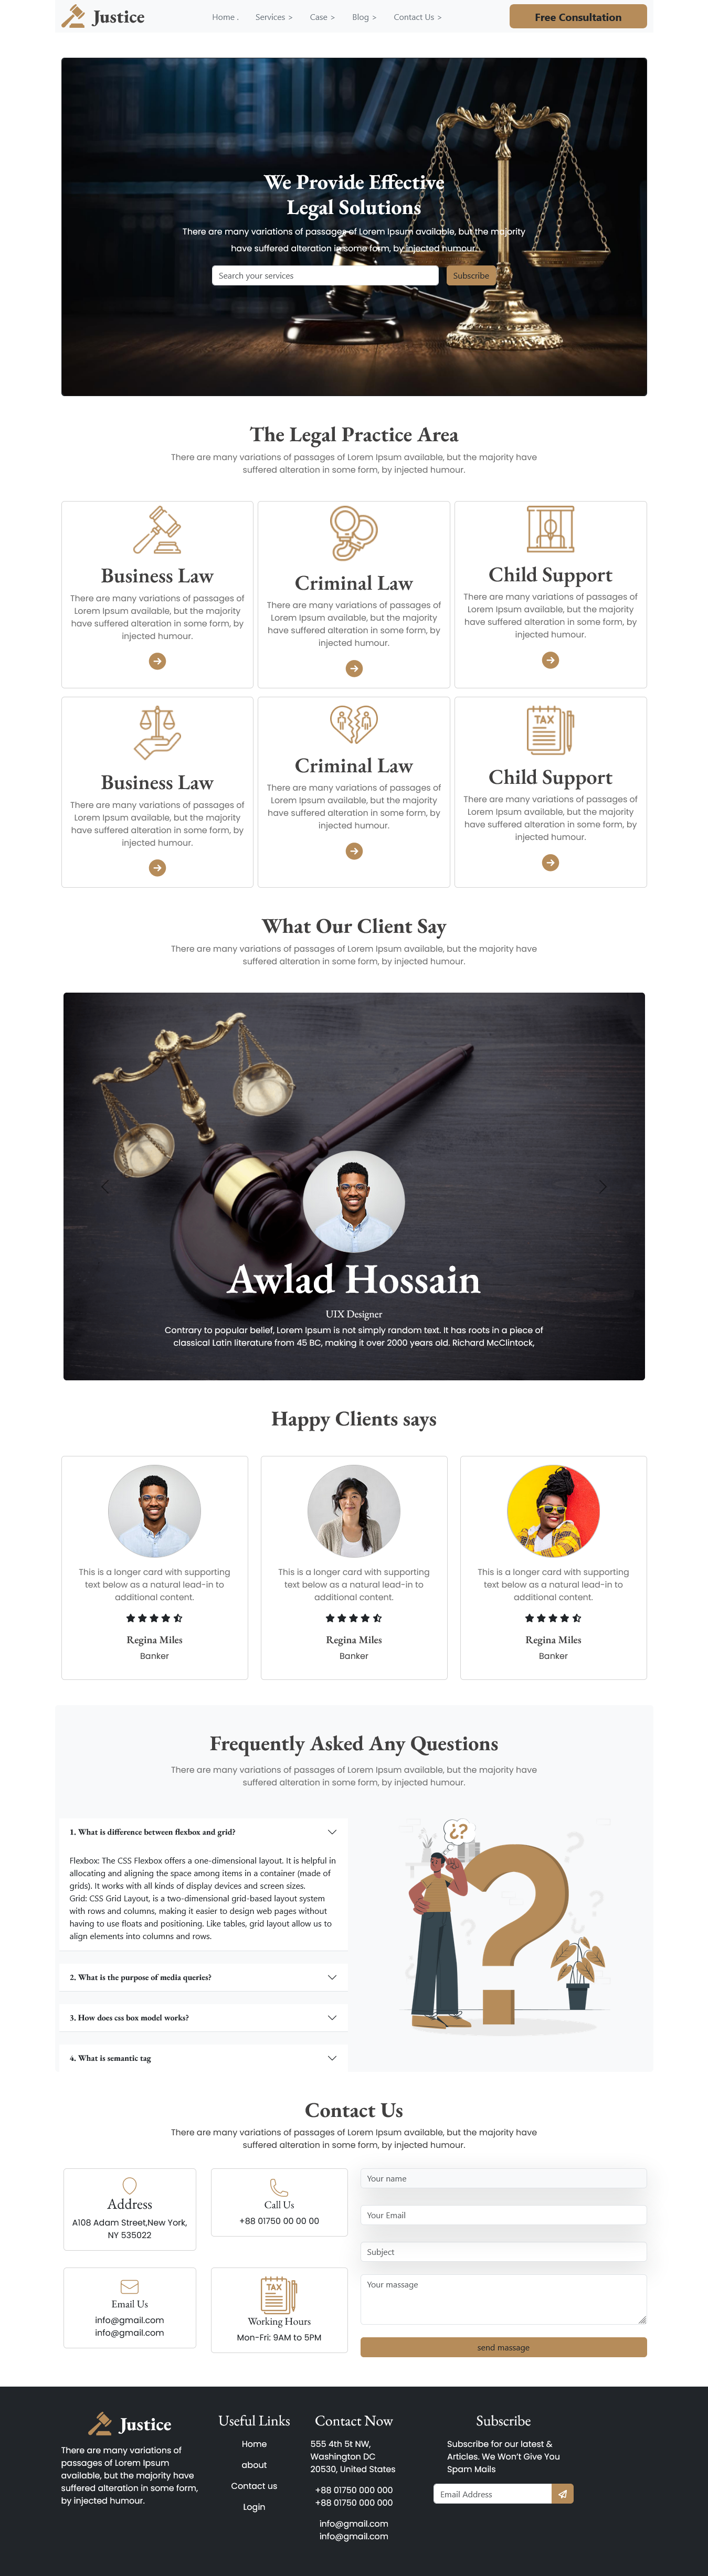 Justice
Home .
Services >
Case >
Blog >
Contact Us >
Free Consultation
We Provide Effective
Legal Solutions
There are many variations of passages of Lorem Ipsum available, but the majority
have suffered alteration in some form, by injected humour.
Search your services
Subscribe
The Legal Practice Area
There are many variations of passages of Lorem Ipsum available, but the majority have
suffered alteration in some form, by injected humour.
Business Law
There are many variations of passages of
Lorem Ipsum available, but the majority
have suffered alteration in some form, by
injected humour.
Criminal Law
There are many variations of passages of
Lorem Ipsum available, but the majority
have suffered alteration in some form, by
injected humour.
Child Support
There are many variations of passages of
Lorem Ipsum available, but the majority
have suffered alteration in some form, by
injected humour.
Business Law
There are many variations of passages of
Lorem Ipsum available, but the majority
have suffered alteration in some form, by
injected humour.
Criminal Law
There are many variations of passages of
Lorem Ipsum available, but the majority
have suffered alteration in some form, by
injected humour.
TAX
Child Support
There are many variations of passages of
Lorem Ipsum available, but the majority
have suffered alteration in some form, by
injected humour.
What Our Client Say
There are many variations of passages of Lorem Ipsum available, but the majority have
suffered alteration in some form, by injected humour.
Awlad Hossain
UIX Designer
Contrary to popular belief, Lorem Ipsum is not simply random text. It has roots in a piece of
classical Latin literature from 45 BC, making it over 2000 years old. Richard McClintock,
Happy Clients says
This is a longer card with supporting
text below as a natural lead-in to
additional content.
Regina Miles
Banker
This is a longer card with supporting
text below as a natural lead-in to
additional content.
Regina Miles
Banker
This is a longer card with supporting
text below as a natural lead-in to
additional content.
Regina Miles
Banker
Frequently Asked Any Questions
There are many variations of passages of Lorem Ipsum available, but the majority have
suffered alteration in some form, by injected humour.
1. What is difference between flexbox and grid?
Flexbox: The CSS Flexbox offers a one-dimensional layout. It is helpful in
allocating and aligning the space among items in a container (made of
grids). It works with all kinds of display devices and screen sizes.
Grid: CSS Grid Layout, is a two-dimensional grid-based layout system
with rows and columns, making it easier to design web pages without
having to use floats and positioning. Like tables, grid layout allow us to
align elements into columns and rows.
2. What is the purpose of media queries?
3. How does css box model works?
4. What is semantic tag
¿?
?
Contact Us
There are many variations of passages of Lorem Ipsum available, but the majority have
suffered alteration in some form, by injected humour.
Address
A108 Adam Street,New York,
NY 535022
Call Us
+88 01750 00 00 00
Email Us
info@gmail.com
info@gmail.com
TAX
Working Hours
Mon-Fri: 9AM to 5PM
Your name
Your Email
Subject
Your massage
send massage
Justice
There are many variations of
passages of Lorem Ipsum
available, but the majority have
suffered alteration in some form,
by injected humour.
Useful Links
Home
about
Contact us
Login
Contact Now
555 4th 5t NW,
Washington DC
20530, United States
+88 01750 000 000
+88 01750 000 000
info@gmail.com
info@gmail.com
Subscribe
Subscribe for our latest &
Articles. We Won't Give You
Spam Mails
Email Address